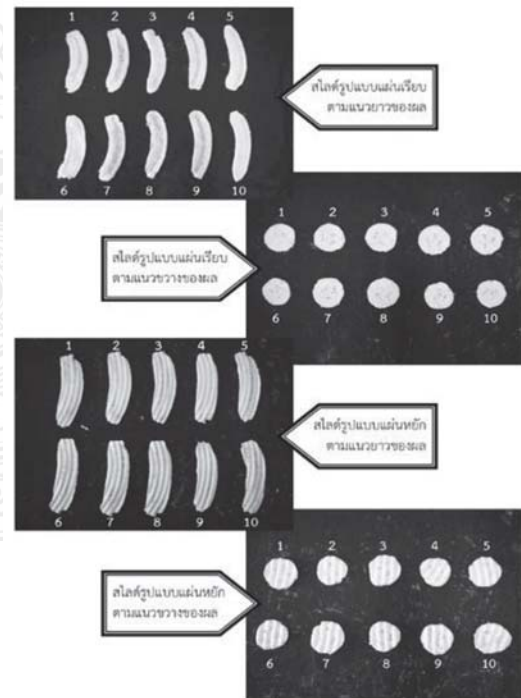 1 2 3 4 5
สไลด์รูปแบบแผ่นเรียบ
ตามแนวยาวของผล
6 7 8 9 10
1 2 3 4 5
สไลด์รูปแบบแผ่นเรียบ
ตามแนวขวางของผล
6 7 8 9 10
1 2 3 4 5
สไลด์รูปแบบแผ่นหยัก
ตามแนวยาวของผล
6 7 8 9 10
1 2 3 4 5
สไลด์รูปแบบแผ่นหยัก
ตามแนวขวางของผล
6 7 8 9 10